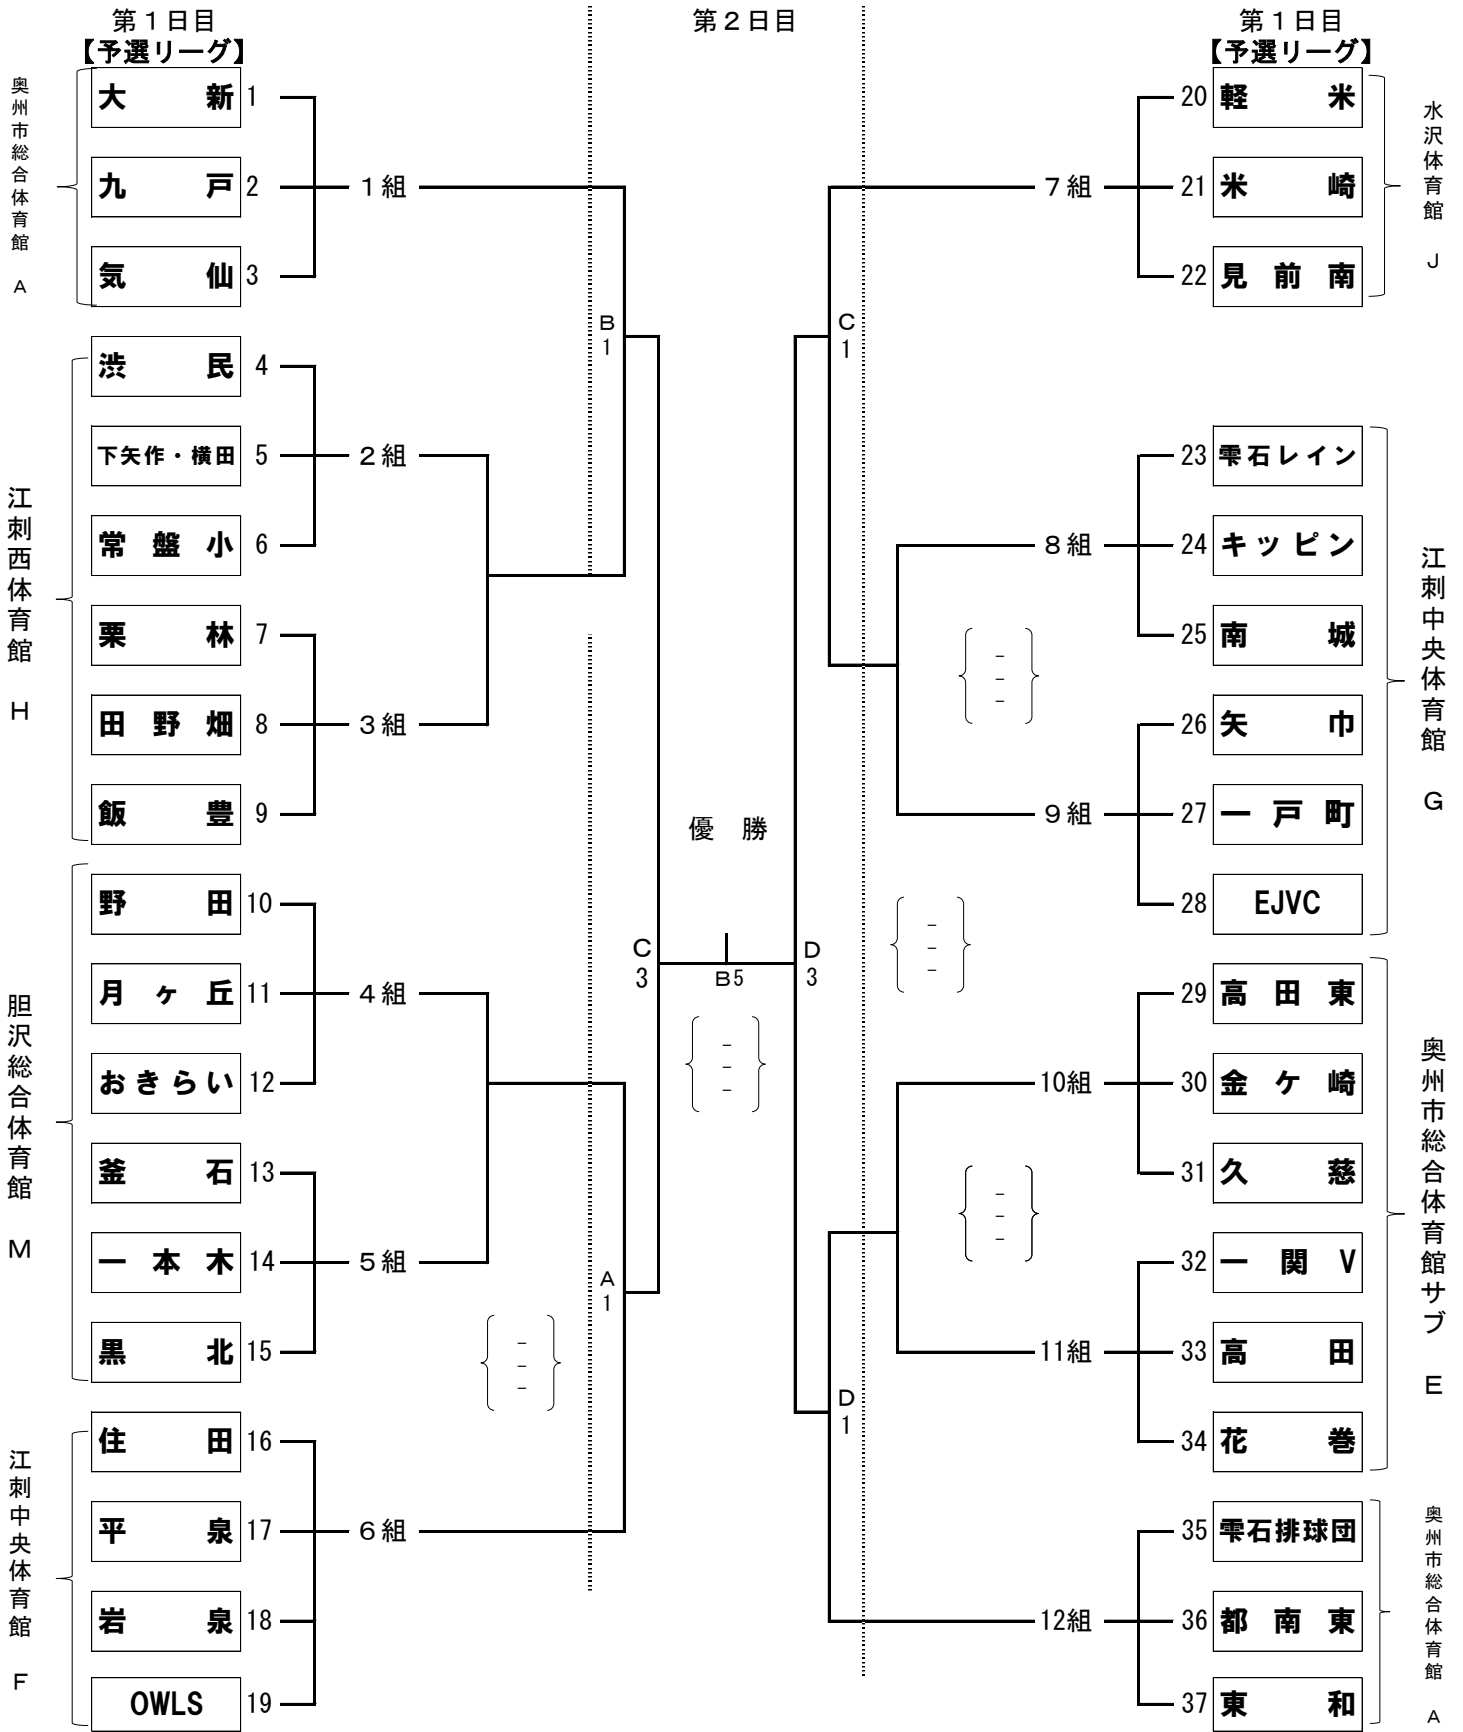 第１日目
【予選リーグ】
奥州市総合体育館 A
大新 1
九戸 2
気仙 3
1組
江刺西体育館 H
渋民 4
下矢作・横田 5
常盤小 6
2組
栗林 7
田野畑 8
飯豊 9
3組
胆沢総合体育館 M
野田 10
月ヶ丘 11
おきらい 12
4組
釜石 13
一本木 14
黒北 15
5組
江刺中央体育館 F
住田 16
平泉 17
岩泉 18
OWLS 19
6組
第２日目
B
1
A
1
-
-
-
C
3
優勝
B5
-
-
-
D
3
C
1
D
1
-
-
-
-
-
-
-
-
-
第１日目
【予選リーグ】
7組
20 軽米
21 米崎
22 見前南
水沢体育館 J
8組
23 雫石レイン
24 キッピン
25 南城
9組
26 矢巾
27 一戸町
28 EJVC
江刺中央体育館 G
10組
29 高田東
30 金ケ崎
31 久慈
11組
32 一関V
33 高田
34 花巻
奥州市総合体育館サブ E
12組
35 雫石排球団
36 都南東
37 東和
奥州市総合体育館 A